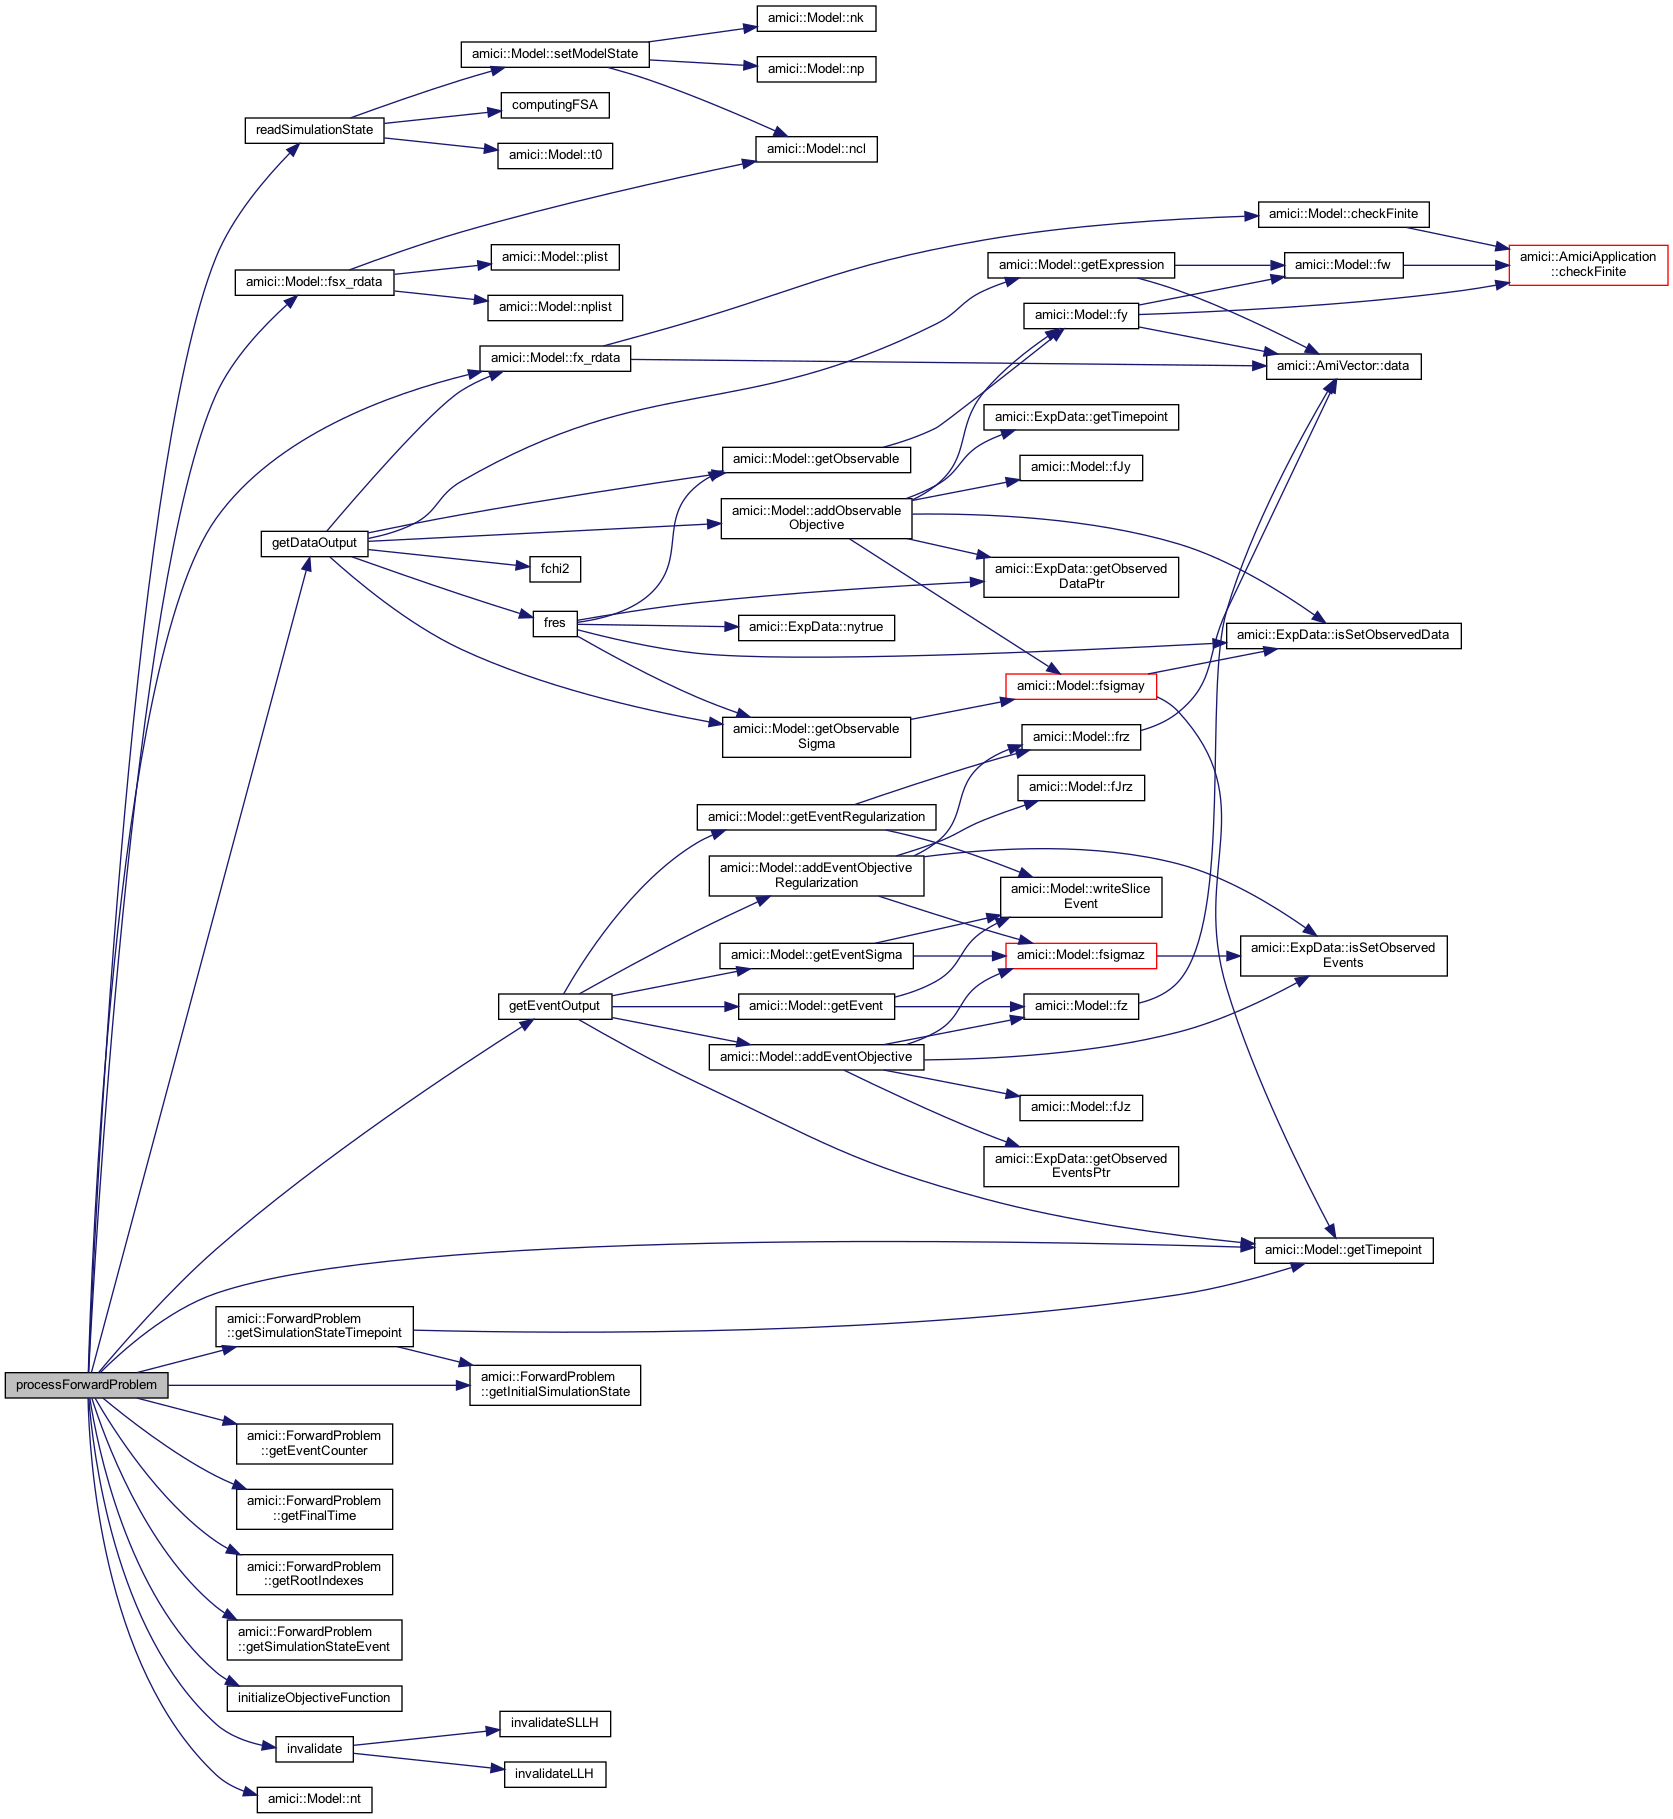 amici::Model::nk
amici::Model::setModelState
amici::Model::np
computingFSA
readSimulationState
amici::Model::ncl
amici::Model::t0
amici::Model::checkFinite
amici::Model::plist
amici::AmiciApplication
::checkFinite
amici::Model::getExpression
amici::Model::fw
amici::Model::fsx_rdata
amici::Model::nplist
amici::Model::fy
amici::Model::fx_rdata
amici::AmiVector::data
amici::ExpData::getTimepoint
amici::Model::getObservable
amici::Model::fJy
amici::Model::addObservable
Objective
getDataOutput
fchi2
amici::ExpData::getObserved
DataPtr
fres
amici::ExpData::nytrue
amici::ExpData::isSetObservedData
amici::Model::fsigmay
amici::Model::getObservable
Sigma
amici::Model::frz
amici::Model::fJrz
amici::Model::getEventRegularization
amici::Model::addEventObjective
Regularization
amici::Model::writeSlice
Event
amici::Model::getEventSigma
amici::Model::fsigmaz
amici::ExpData::isSetObserved
Events
getEventOutput
amici::Model::getEvent
amici::Model::fz
amici::Model::addEventObjective
amici::Model::fJz
amici::ExpData::getObserved
EventsPtr
amici::Model::getTimepoint
amici::ForwardProblem
::getSimulationStateTimepoint
processForwardProblem
amici::ForwardProblem
::getInitialSimulationState
amici::ForwardProblem
::getEventCounter
amici::ForwardProblem
::getFinalTime
amici::ForwardProblem
::getRootIndexes
amici::ForwardProblem
::getSimulationStateEvent
initializeObjectiveFunction
invalidateSLLH
invalidate
invalidateLLH
amici::Model::nt